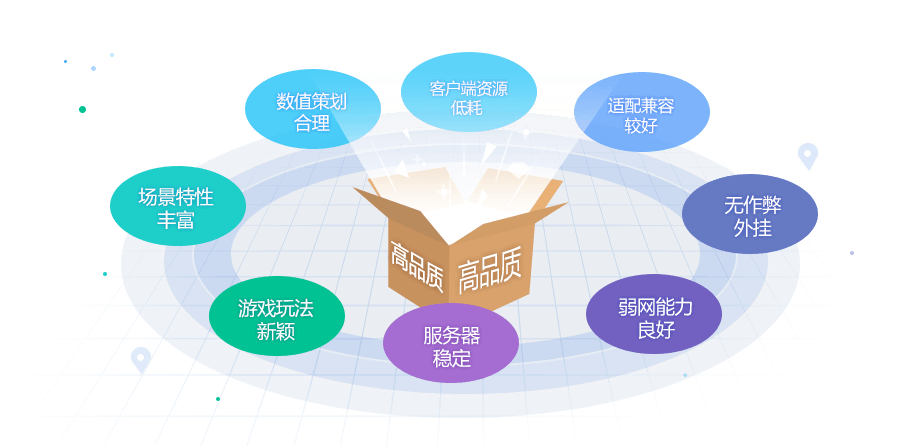 客户端资源
低耗
数值策划
合理
适配兼容
较好
场景特性
丰富
无作弊
外挂
高品质
高品质
游戏玩法
新颖
弱网能力
良好
服务器
稳定